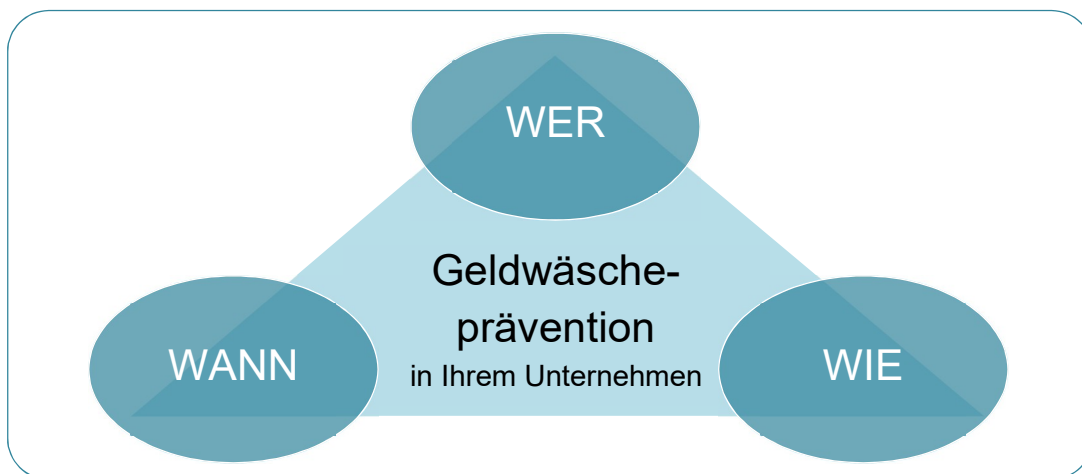 WER
Geldwäsche-
prävention
in Ihrem Unternehmen
WANN
WIE